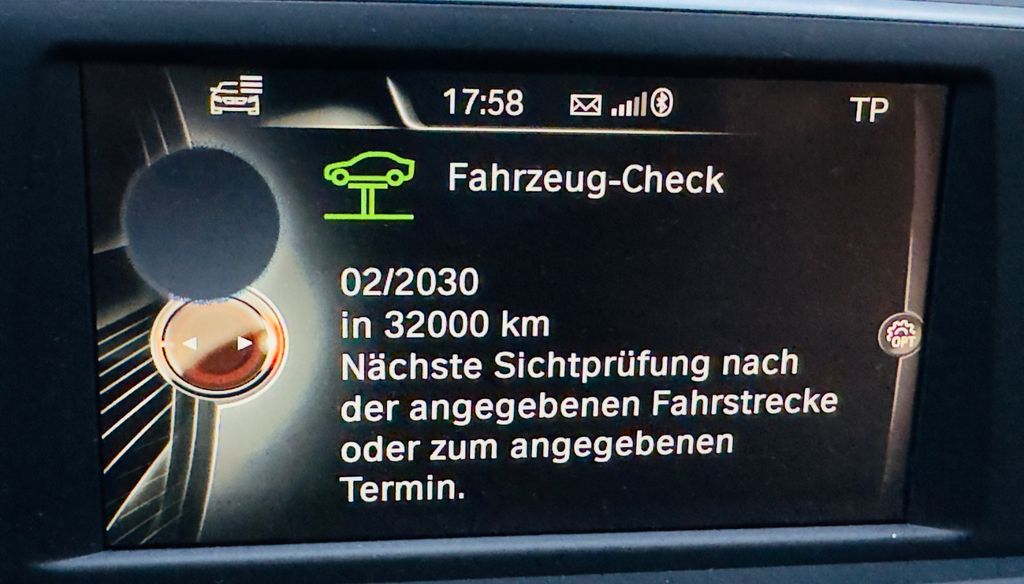 17:58
TP
Fahrzeug-Check
02/2030
in 32000 km
Nächste Sichtprüfung nach
der angegebenen Fahrstrecke
oder zum angegebenen
Termin.
OPT